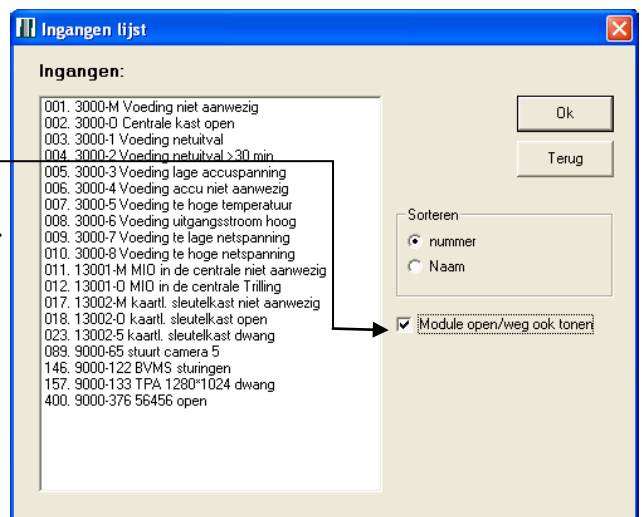 Ingangen lijst
Ingangen:
001. 3000-M Voeding niet aanwezig
002. 3000-O Centrale kast open
003. 3000-1 Voeding netuitval
004. 3000-2 Voeding netuitval >30 min
005. 3000-3 Voeding lage accuspanning
006. 3000-4 Voeding accu niet aanwezig
007. 3000-5 Voeding te hoge temperatuur
008. 3000-6 Voeding uitgangsstroom hoog
009. 3000-7 Voeding te lage netspanning
010. 3000-8 Voeding te hoge netspanning
011. 13001-M MIO in de centrale niet aanwezig
012. 13001-O MIO in de centrale Trilling
017. 13002-M kaartl. sleutelkast niet aanwezig
018. 13002-O kaartl. sleutelkast open
023. 13002-5 kaartl. sleutelkast dwang
089. 9000-65 stuurt camera 5
146. 9000-122 BVMS sturingen
157. 9000-133 TPA 1280*1024 dwang
400. 9000-376 56456 open
Ok
Terug
Sorteren
nummer
Naam
Module open/weg ook tonen